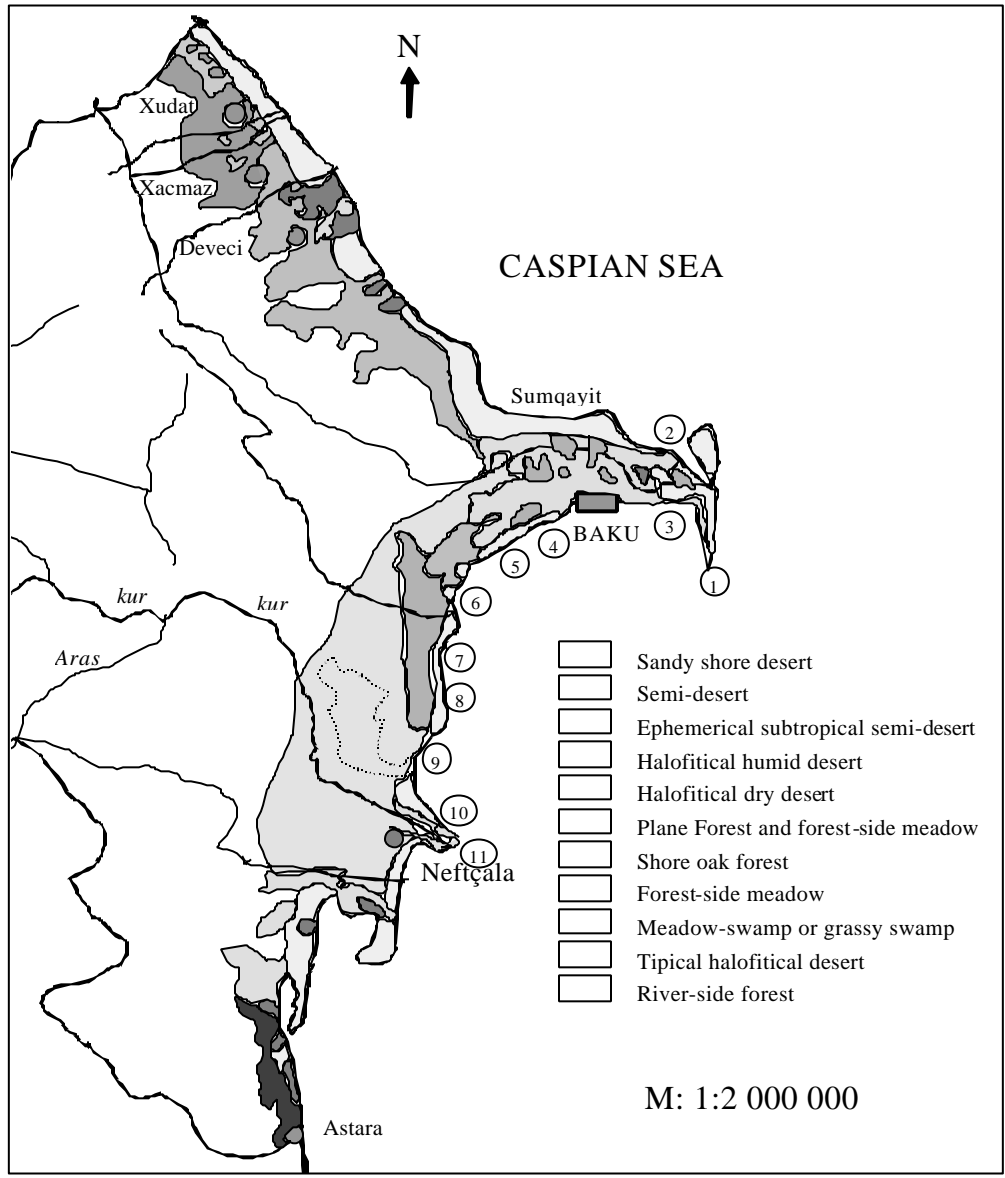 N
Xudat
Xacmaz
Deveci
CASPIAN SEA
Sumqayit
2
BAKU
3
4
5
1
6
kur
kur
Aras
7
8
9
10
11
Neftçala
Sandy shore desert
Semi-desert
Ephemerical subtropical semi-desert
Halofitical humid desert
Halofitical dry desert
Plane Forest and forest-side meadow
Shore oak forest
Forest-side meadow
Meadow-swamp or grassy swamp
Tipical halofitical desert
River-side forest
M: 1:2 000 000
Astara